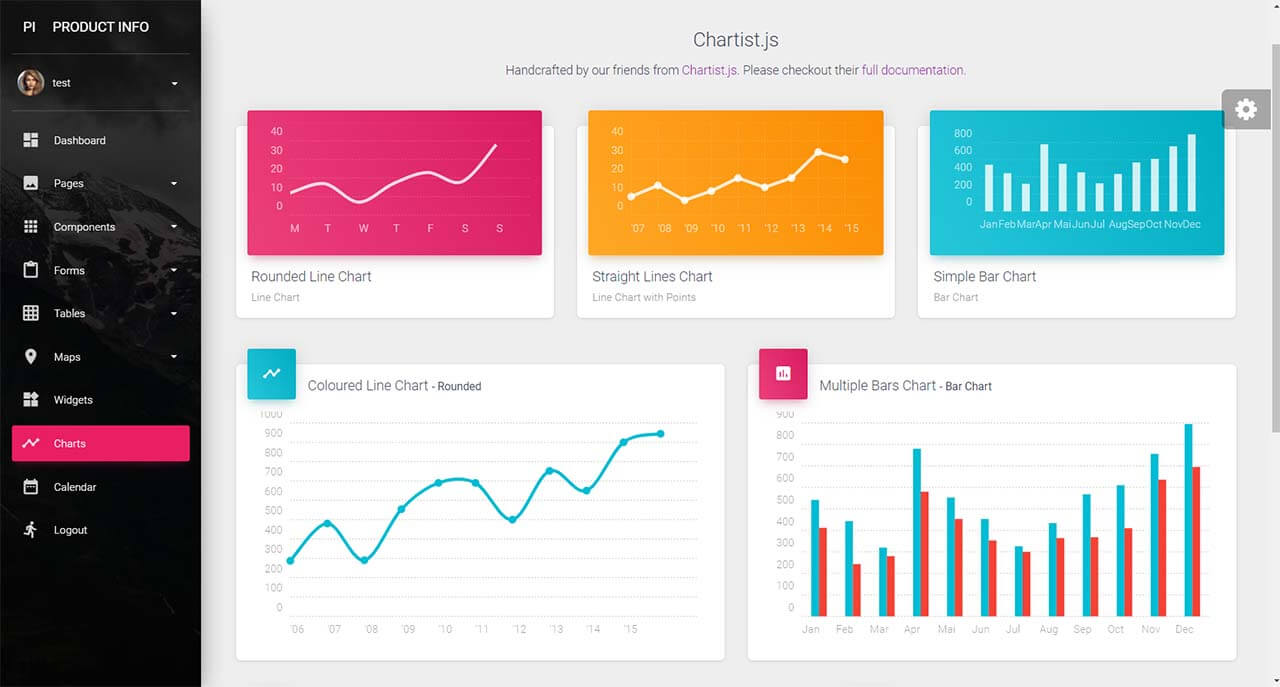 PI PRODUCT INFO
test
Dashboard
Pages
Components
Forms
Tables
Maps
Widgets
Charts
Calendar
Logout
Chartist.js
Handcrafted by our friends from Chartist.js. Please checkout their full documentation.
40
30
20
10
0
M T W T F S S
Rounded Line Chart
Line Chart
40
30
20
10
0
'07 '08 '09 '10 '11 '12 '13 '14 '15
Straight Lines Chart
Line Chart with Points
800
600
400
200
0
Jan Feb Mar Apr Mai Jun Jul Aug Sep Oct Nov Dec
Simple Bar Chart
Bar Chart
Coloured Line Chart - Rounded
1000
900
800
700
600
500
400
300
200
100
0
'06 '07 '08 '09 '10 '11 '12 '13 '14 '15
Multiple Bars Chart - Bar Chart
900
800
700
600
500
400
300
200
100
0
Jan Feb Mar Apr Mai Jun Jul Aug Sep Oct Nov Dec